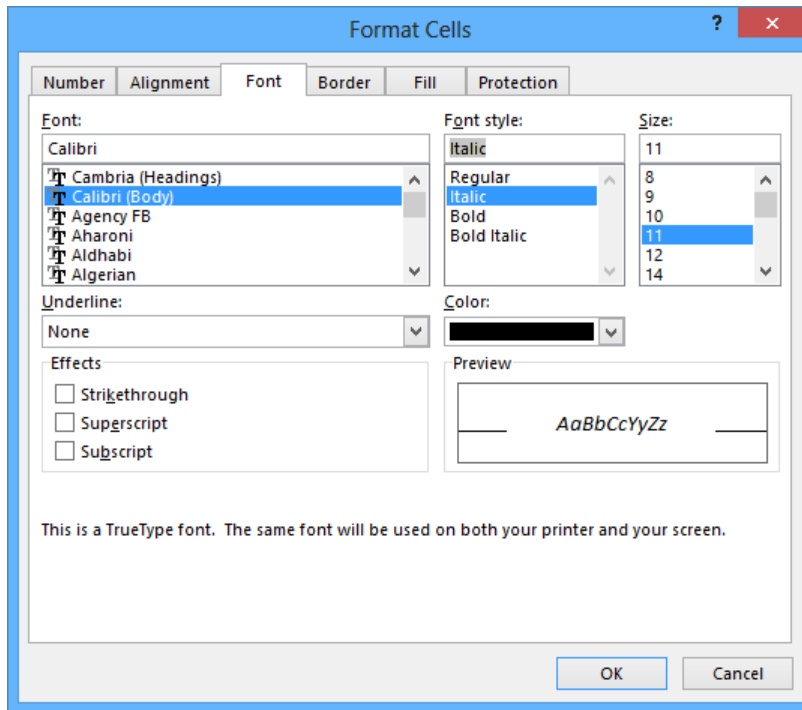 Format Cells
?
Number Alignment Font Border Fill Protection
Font: Font style: Size:
Calibri Italic 11
Cambria (Headings) Regular 8
Calibri (Body) Italic 9
Agency FB Bold 10
Aharoni Bold Italic 11
Aldhabi 12
Algerian 14
Underline: Color:
None
Effects Preview
Strikethrough
Superscript AaBbCcYyZz
Subscript
This is a TrueType font. The same font will be used on both your printer and your screen.
OK Cancel